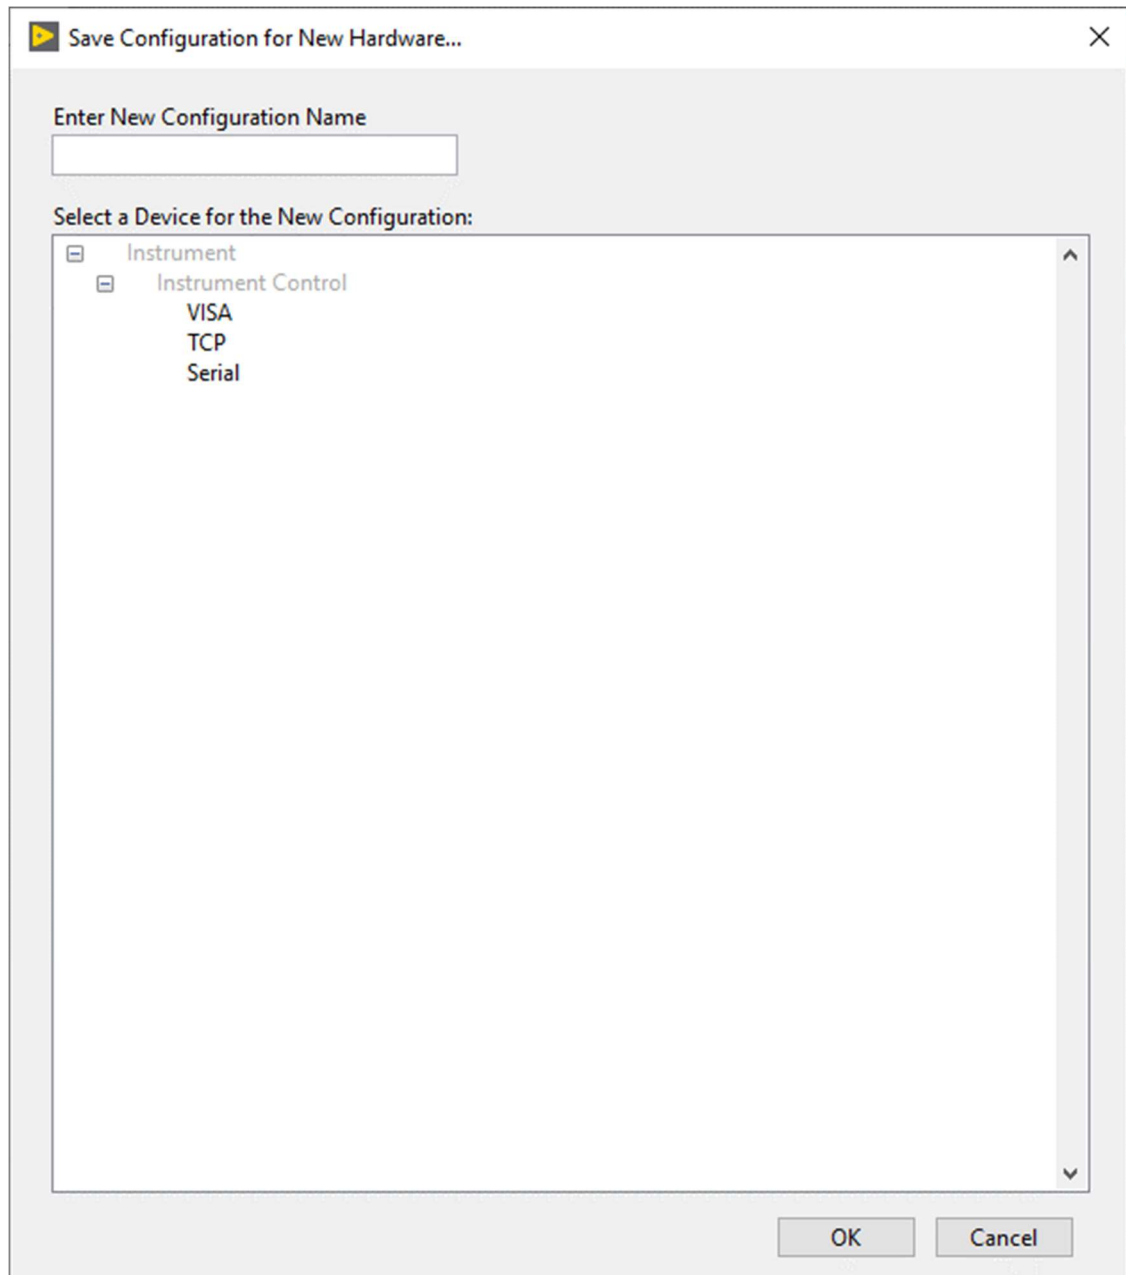 Save Configuration for New Hardware...
Enter New Configuration Name
Select a Device for the New Configuration:
Instrument
Instrument Control
VISA
TCP
Serial
OK Cancel